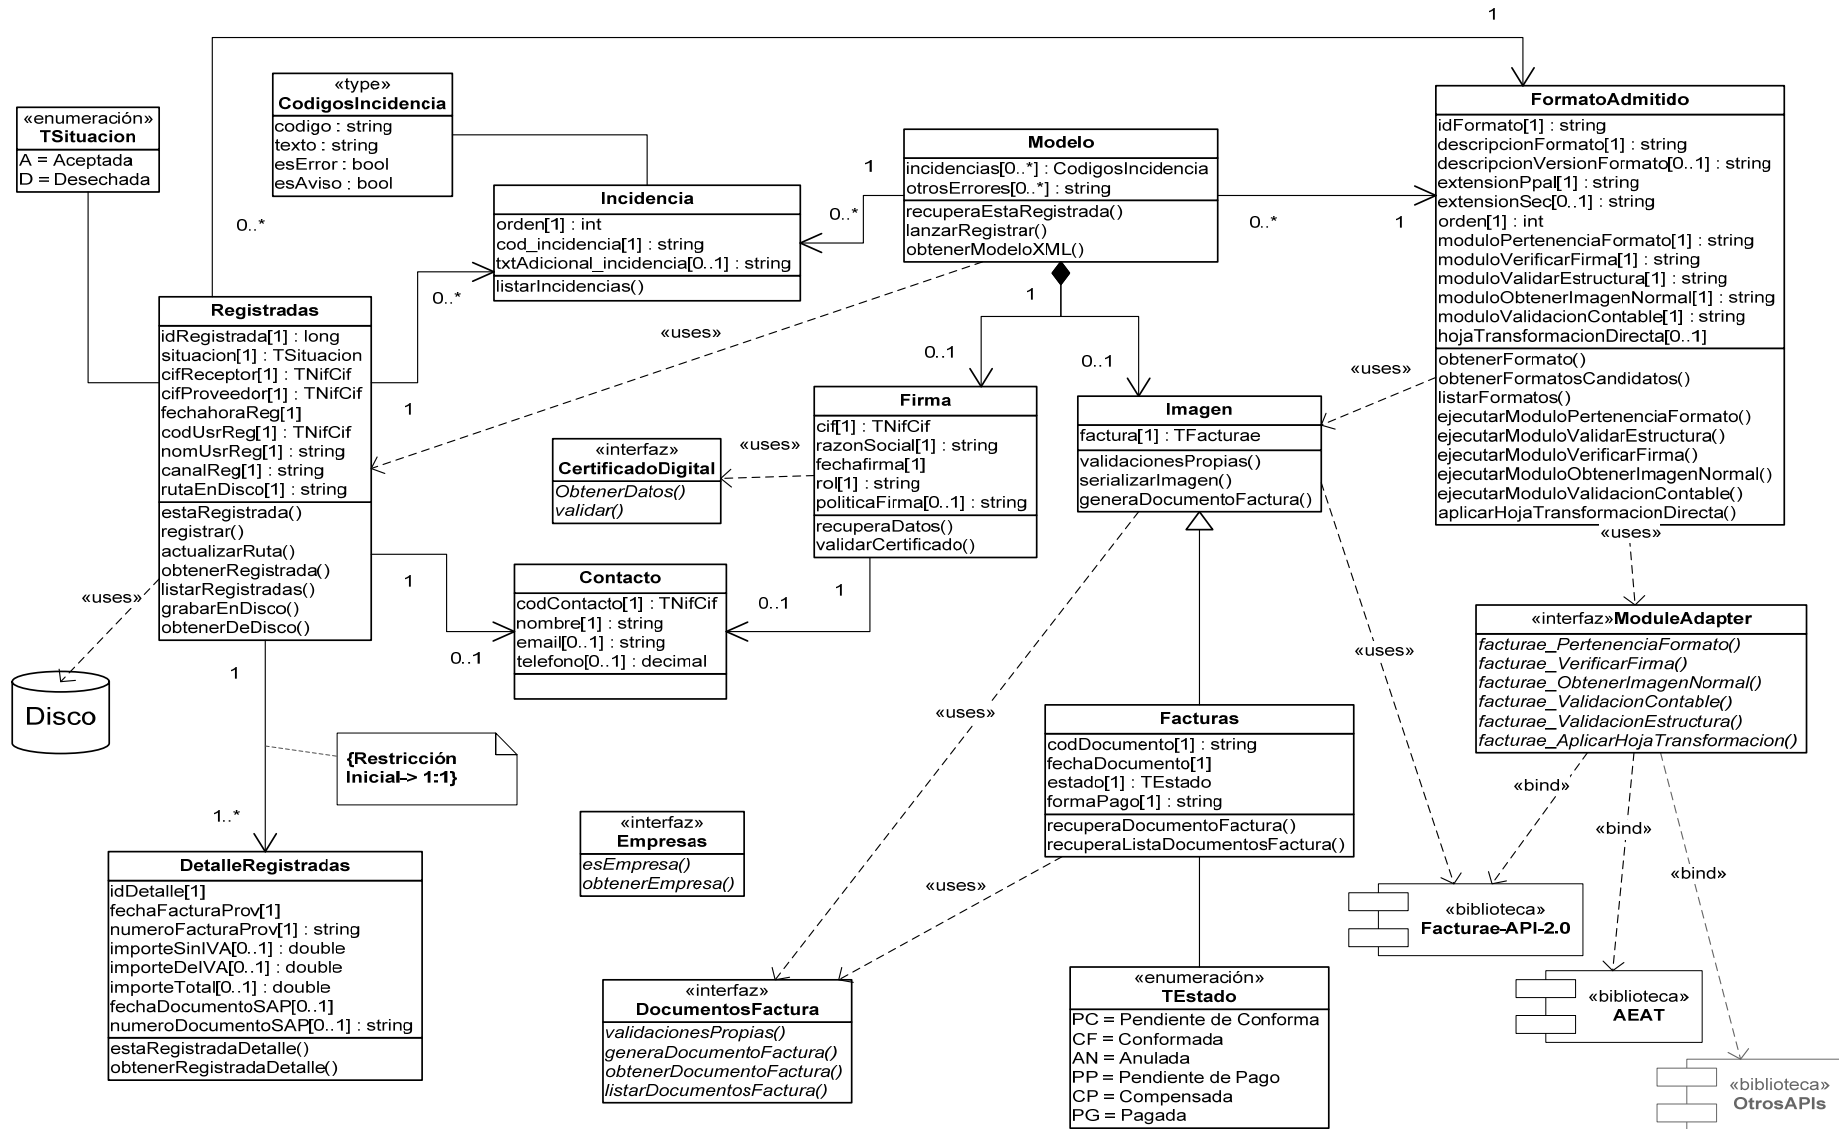 1
«enumeración»
TSituacion
A = Aceptada
D = Desechada
«type»
CodigosIncidencia
codigo : string
texto : string
esError : bool
esAviso : bool
0..*
Incidencia
orden[1] : int
cod_incidencia[1] : string
txtAdicional_incidencia[0..1] : string
listarIncidencias()
1
0..*
Modelo
incidencias[0..*] : CodigosIncidencia
otrosErrores[0..*] : string
recuperaEstaRegistrada()
lanzarRegistrar()
obtenerModeloXML()
0..*
1
FormatoAdmitido
idFormato[1] : string
descripcionFormato[1] : string
descripcionVersionFormato[0..1] : string
extensionPpal[1] : string
extensionSec[0..1] : string
orden[1] : int
moduloPertenenciaFormato[1] : string
moduloVerificarFirma[1] : string
moduloValidarEstructura[1] : string
moduloObtenerImagenNormal[1] : string
moduloValidacionContable[1] : string
hojaTransformacionDirecta[0..1]
obtenerFormato()
obtenerFormatosCandidatos()
listarFormatos()
ejecutarModuloPertenenciaFormato()
ejecutarModuloValidarEstructura()
ejecutarModuloVerificarFirma()
ejecutarModuloObtenerImagenNormal()
ejecutarModuloValidacionContable()
aplicarHojaTransformacionDirecta()
Registradas
idRegistrada[1] : long
situacion[1] : TSituacion
cifReceptor[1] : TNifCif
cifProveedor[1] : TNifCif
fechahoraReg[1]
codUsrReg[1] : TNifCif
nomUsrReg[1] : string
canalReg[1] : string
rutaEnDisco[1] : string
estaRegistrada()
registrar()
actualizarRuta()
obtenerRegistrada()
listarRegistradas()
grabarEnDisco()
obtenerDeDisco()
0..*
1
«uses»
1
0..1
0..1
«uses»
Firma
cif[1] : TNifCif
razonSocial[1] : string
fechafirma[1]
rol[1] : string
politicaFirma[0..1] : string
recuperaDatos()
validarCertificado()
Imagen
factura[1] : TFacturae
validacionesPropias()
serializarImagen()
generaDocumentoFactura()
«interfaz»
CertificadoDigital
ObtenerDatos()
validar()
«uses»
1
0..1
Contacto
codContacto[1] : TNifCif
nombre[1] : string
email[0..1] : string
telefono[0..1] : decimal
0..1
1
«uses»
Disco
«uses»
«interfaz»ModuleAdapter
facturae_PertenenciaFormato()
facturae_VerificarFirma()
facturae_ObtenerImagenNormal()
facturae_ValidacionContable()
facturae_ValidacionEstructura()
facturae_AplicarHojaTransformacion()
«uses»
«uses»
1
{Restricción
Inicial-> 1:1}
1..*
Facturas
codDocumento[1] : string
fechaDocumento[1]
estado[1] : TEstado
formaPago[1] : string
recuperaDocumentoFactura()
recuperaListaDocumentosFactura()
«bind»
«bind»
«bind»
DetalleRegistradas
idDetalle[1]
fechaFacturaProv[1]
numeroFacturaProv[1] : string
importeSinIVA[0..1] : double
importeDeIVA[0..1] : double
importeTotal[0..1] : double
fechaDocumentoSAP[0..1]
numeroDocumentoSAP[0..1] : string
estaRegistradaDetalle()
obtenerRegistradaDetalle()
«interfaz»
Empresas
esEmpresa()
obtenerEmpresa()
«uses»
«biblioteca»
Facturae-API-2.0
«interfaz»
DocumentosFactura
validacionesPropias()
generaDocumentoFactura()
obtenerDocumentoFactura()
listarDocumentosFactura()
«enumeración»
TEstado
PC = Pendiente de Conforma
CF = Conformada
AN = Anulada
PP = Pendiente de Pago
CP = Compensada
PG = Pagada
«biblioteca»
AEAT
«biblioteca»
OtrosAPIs